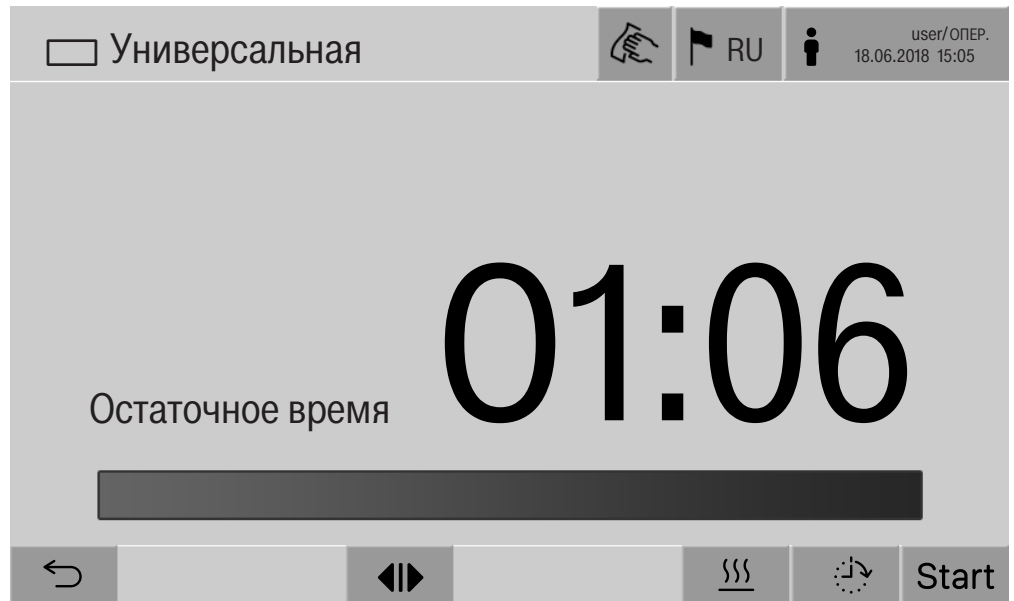 Универсальная
RU
user/ОПЕР.
18.06.2018 15:05
01:06
Остаточное время
Start